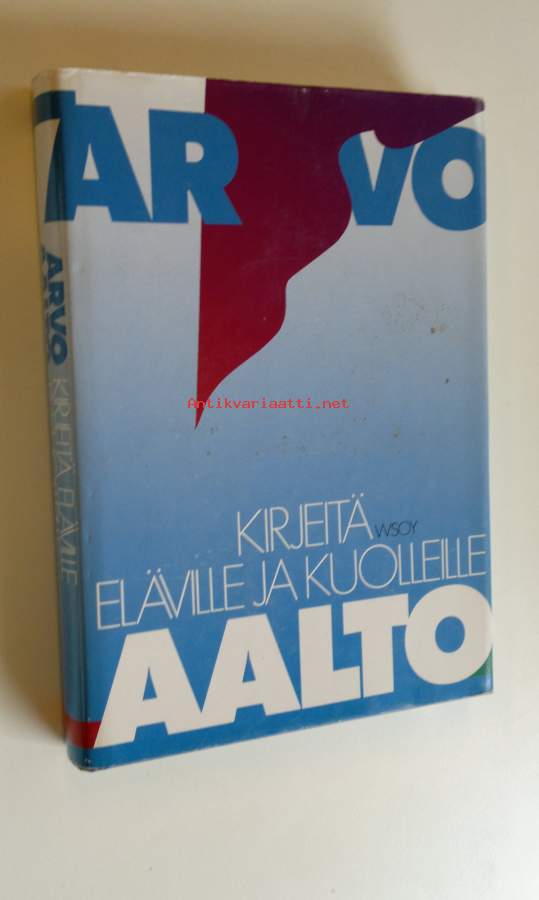 ARVO
Antikvariaatti.net
KIRJEITÄ
WSOY
ELÄVILLE JA KUOLLEILLE
AALTO
ARVO
KIRJEITÄ ELÄVILLE